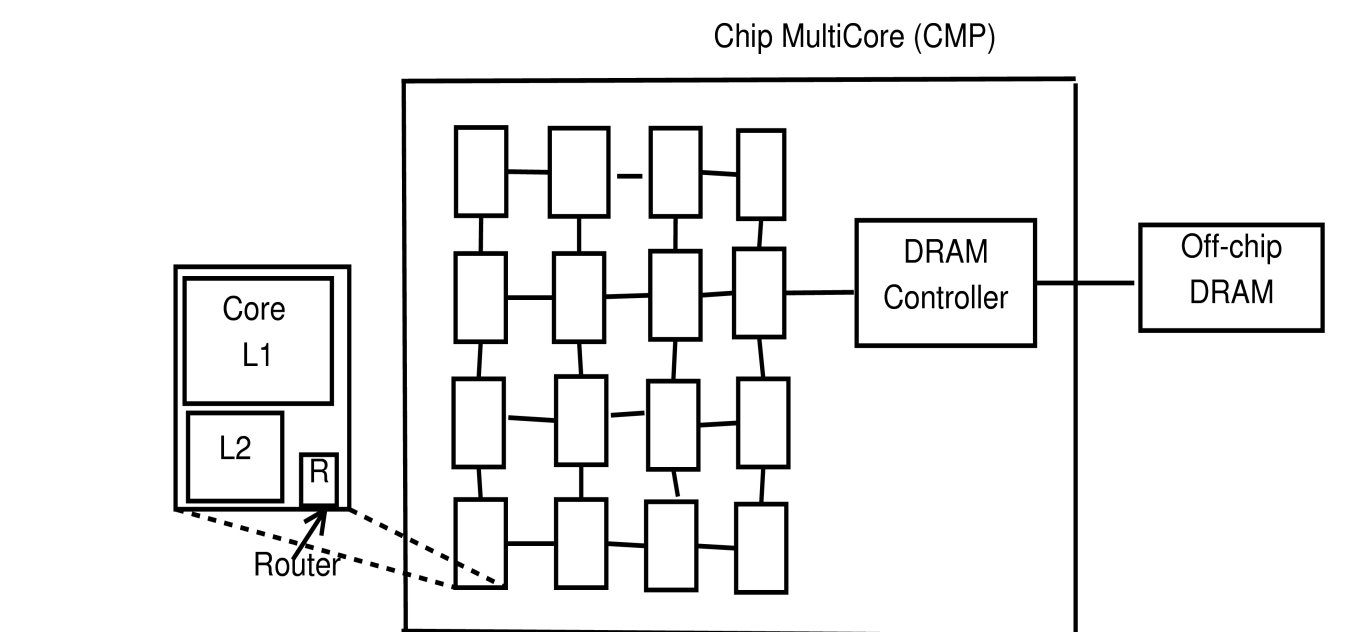 Chip MultiCore (CMP)
DRAM
Controller
Off-chip
DRAM
Core
L1
L2
R
Router